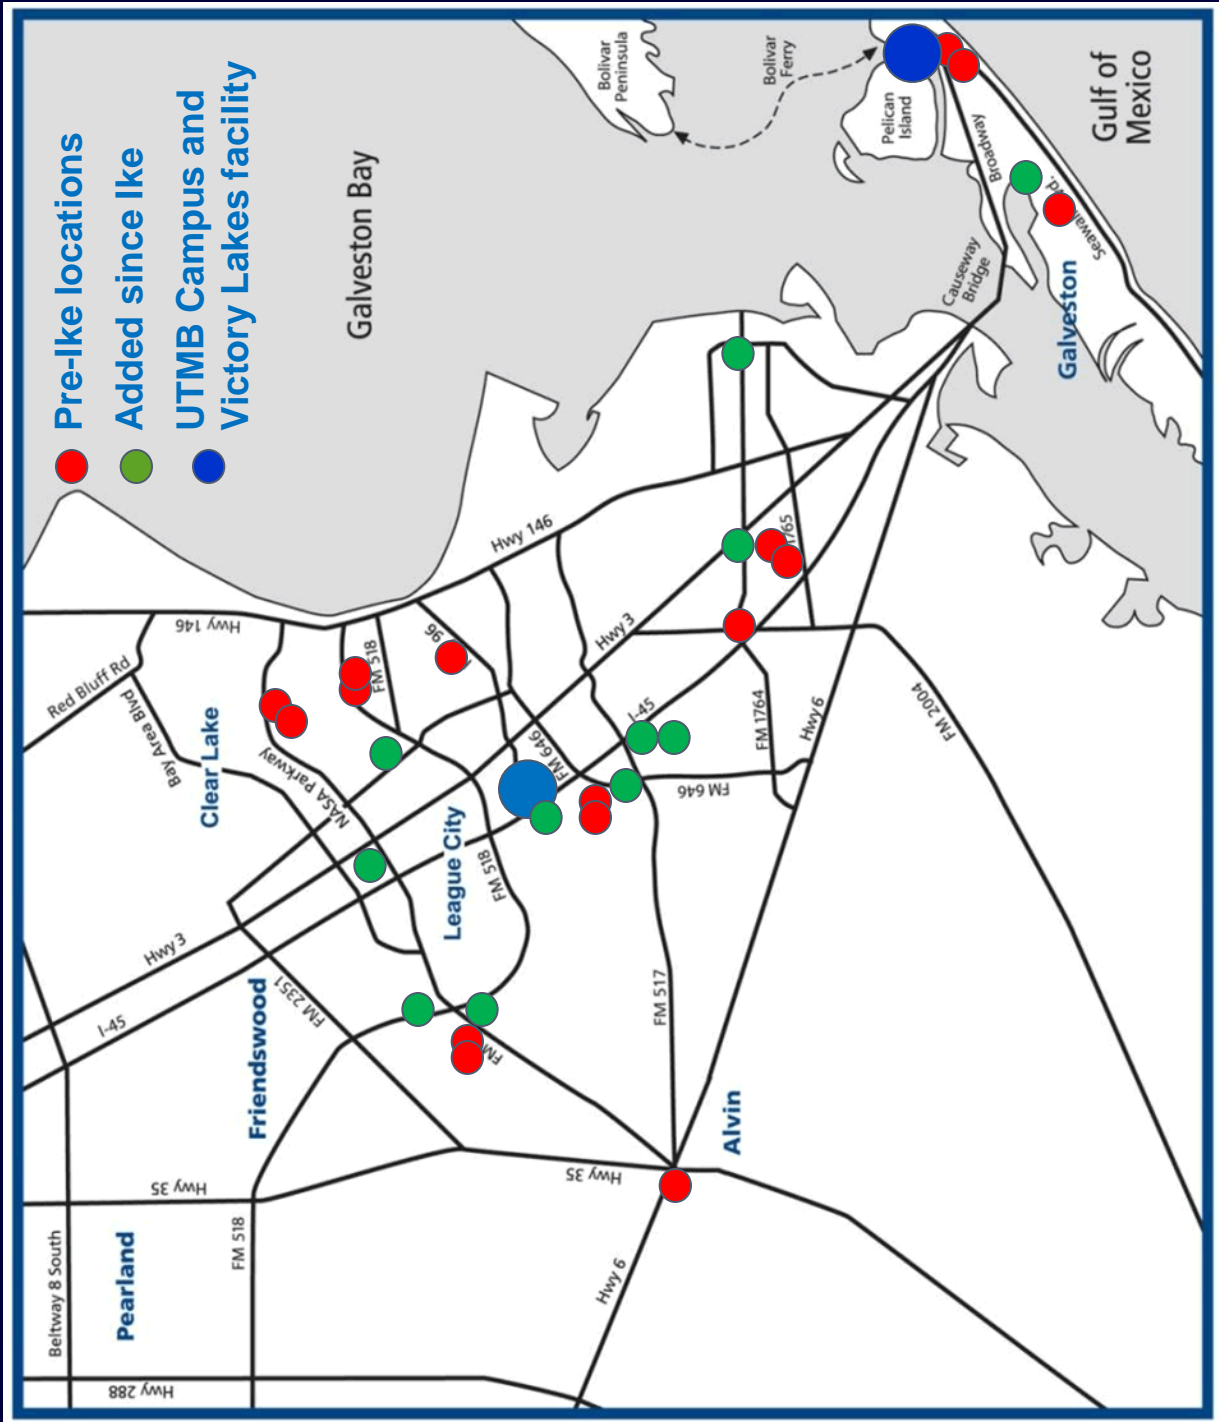 Pre-Ike locations
Added since Ike
UTMB Campus and
Victory Lakes facility
Galveston Bay
Bolivar
Peninsula
Bolivar
Ferry
Pelican
Island
Gulf of
Mexico
Broadway
Seawall
Causeway
Bridge
Galveston
Hwy 146
Hwy 146
Red Bluff Rd
Bay Area Blvd
Clear Lake
NASA Parkway
FM 518
96
Hwy 3
I-45
FM 646
FM 1764
Hwy 6
FM 2004
FM 646
League City
FM 518
FM 517
Hwy 3
I-45
FM 2351
Friendswood
FM
Alvin
Hwy 35
Hwy 35
FM 518
Beltway 8 South
Pearland
Hwy 288
Hwy 6